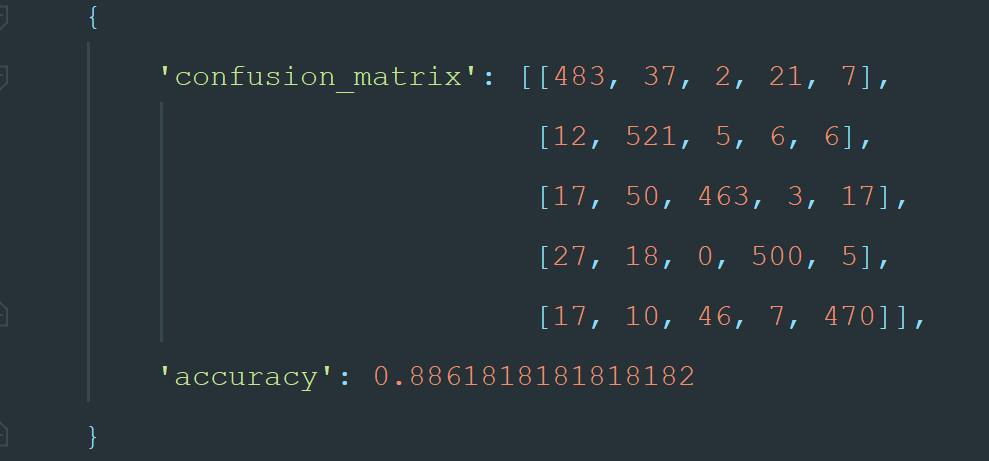 {
'confusion_matrix': [[483, 37, 2, 21, 7],
[12, 521, 5, 6, 6],
[17, 50, 463, 3, 17],
[27, 18, 0, 500, 5],
[17, 10, 46, 7, 470]],
'accuracy': 0.8861818181818182
}